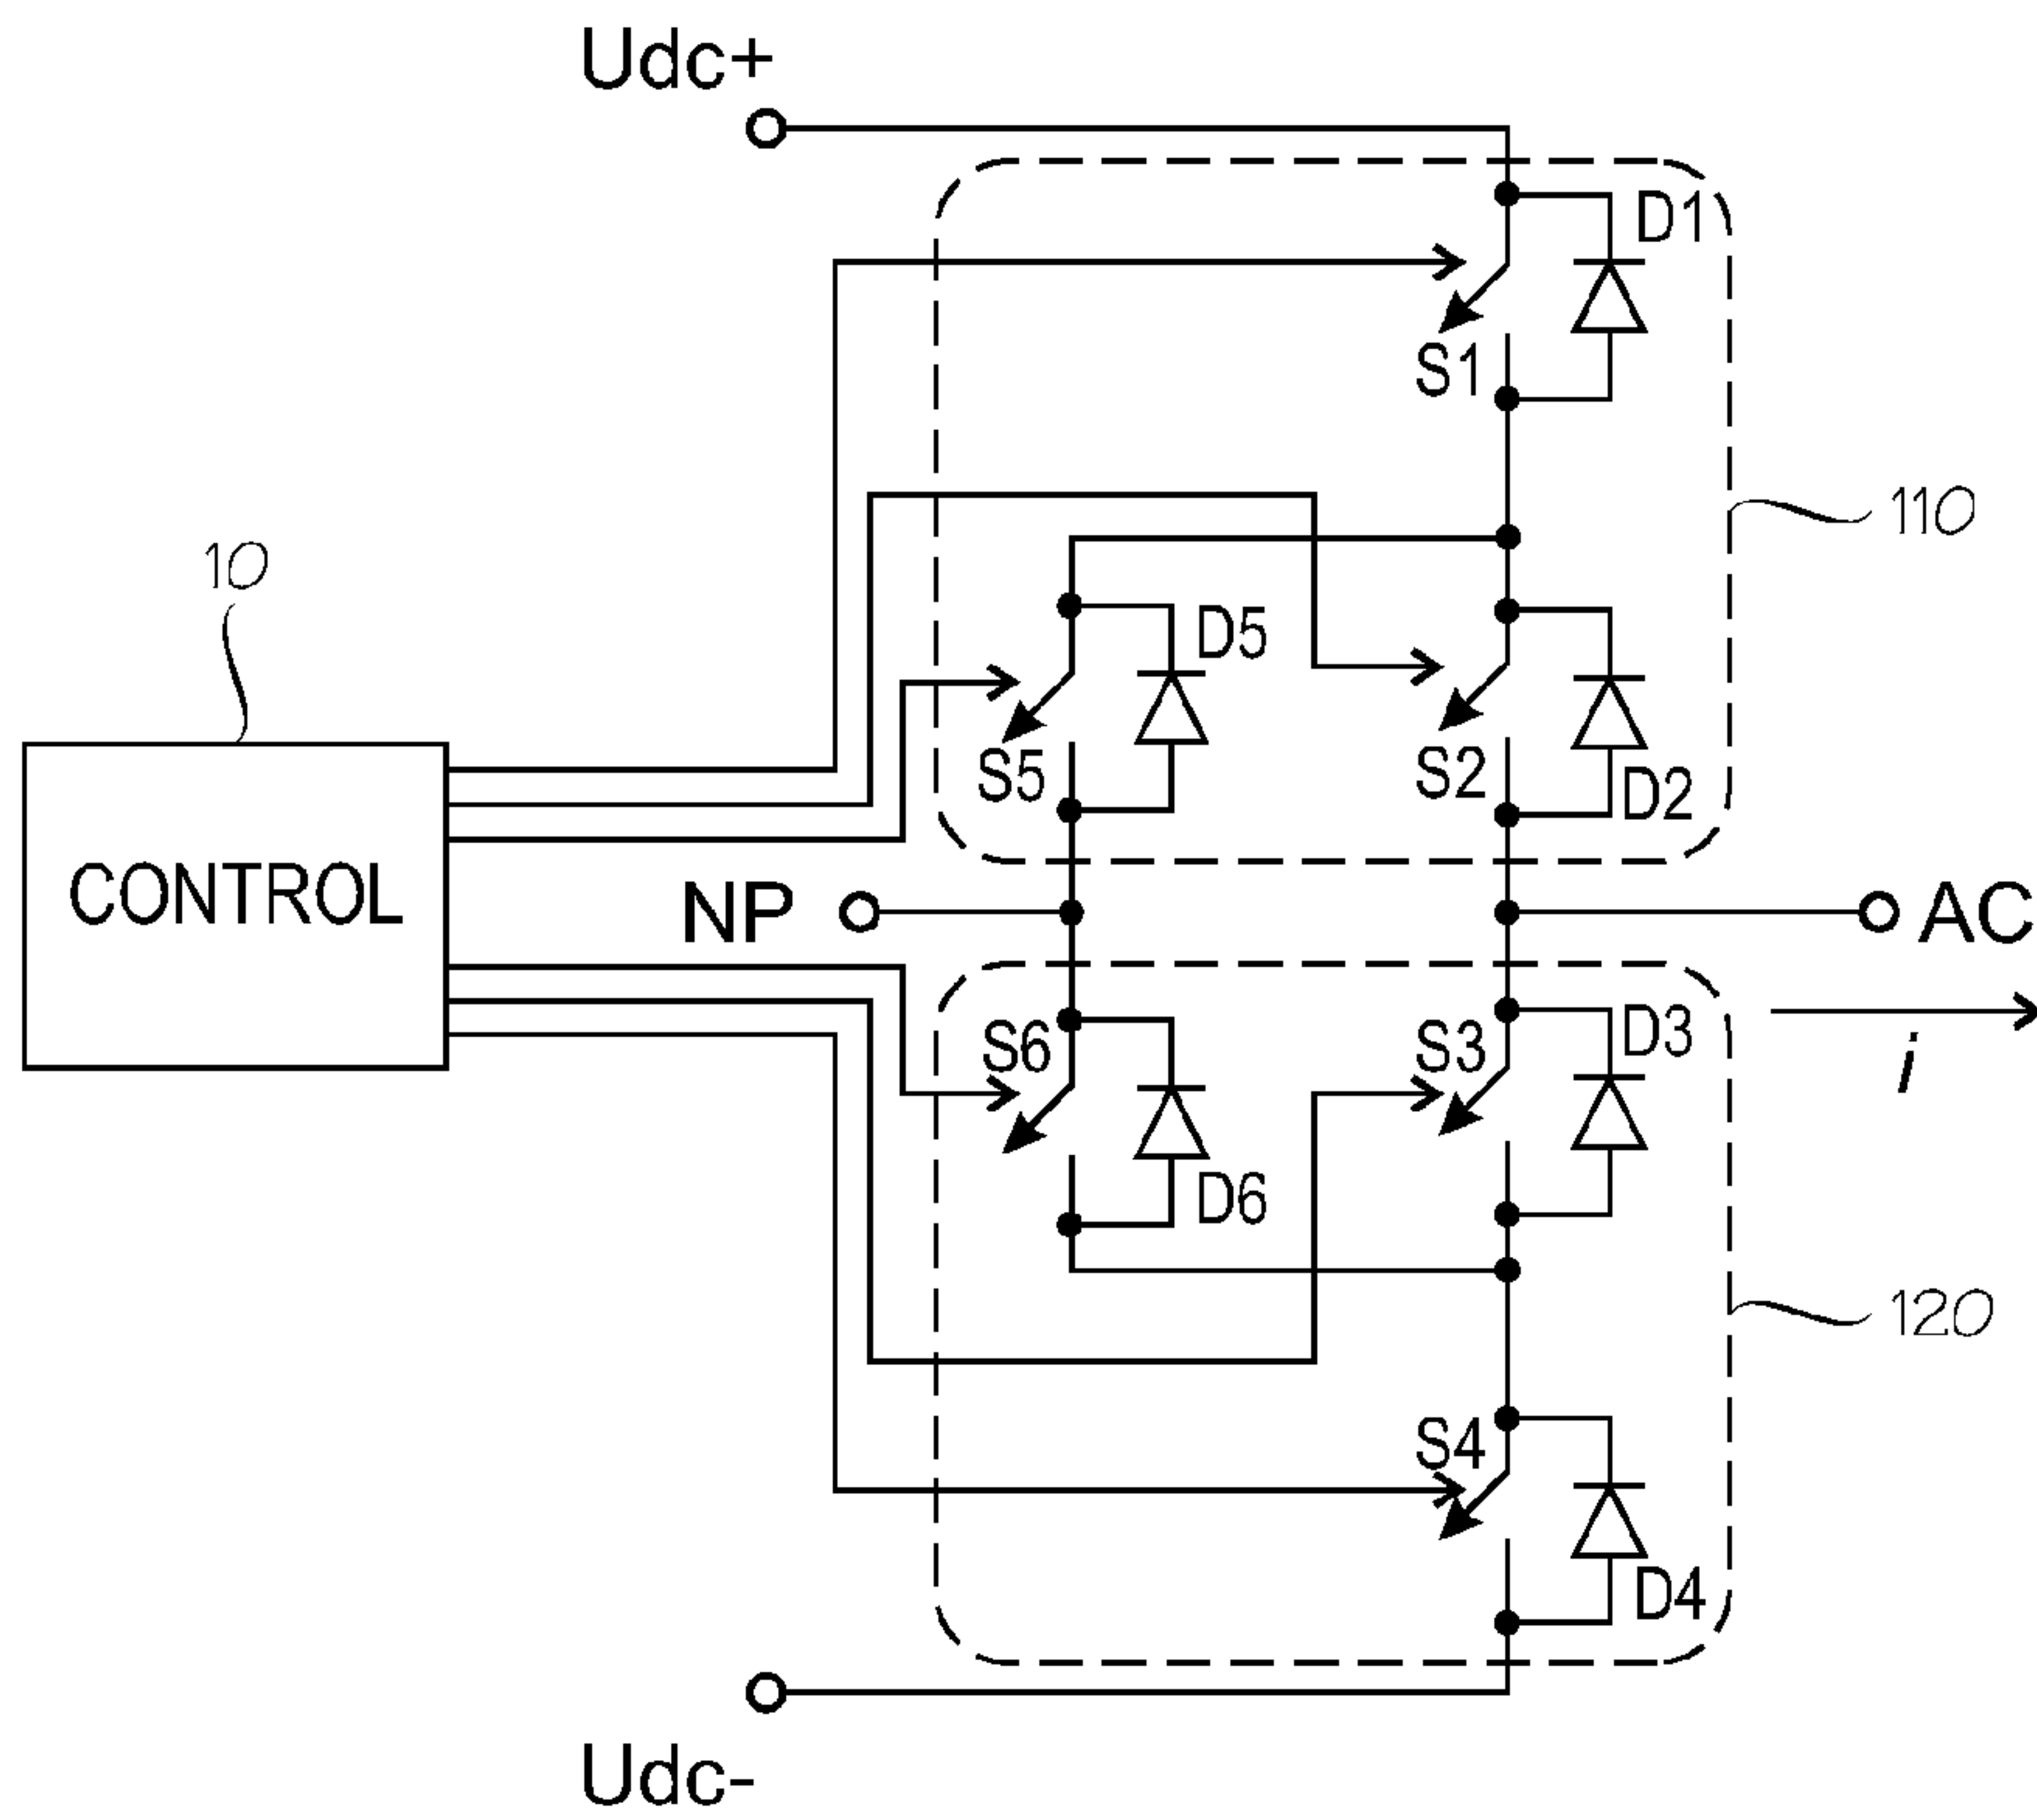 Udc+
D1
S1
110
10
D5
S2
S5
D2
CONTROL
NP
AC
S6
S3
D3
i
D6
120
S4
D4
Udc-